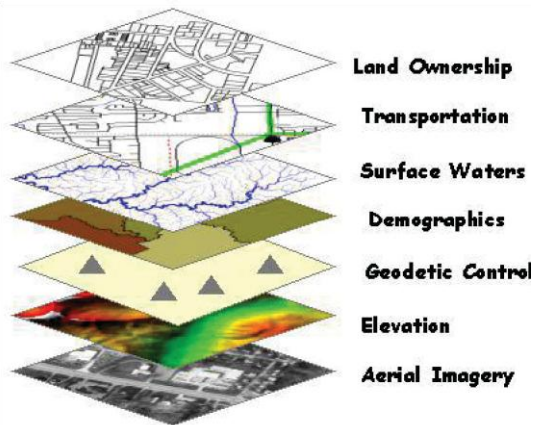 Land Ownership
Transportation
Surface Waters
Demographics
Geodetic Control
Elevation
Aerial Imagery